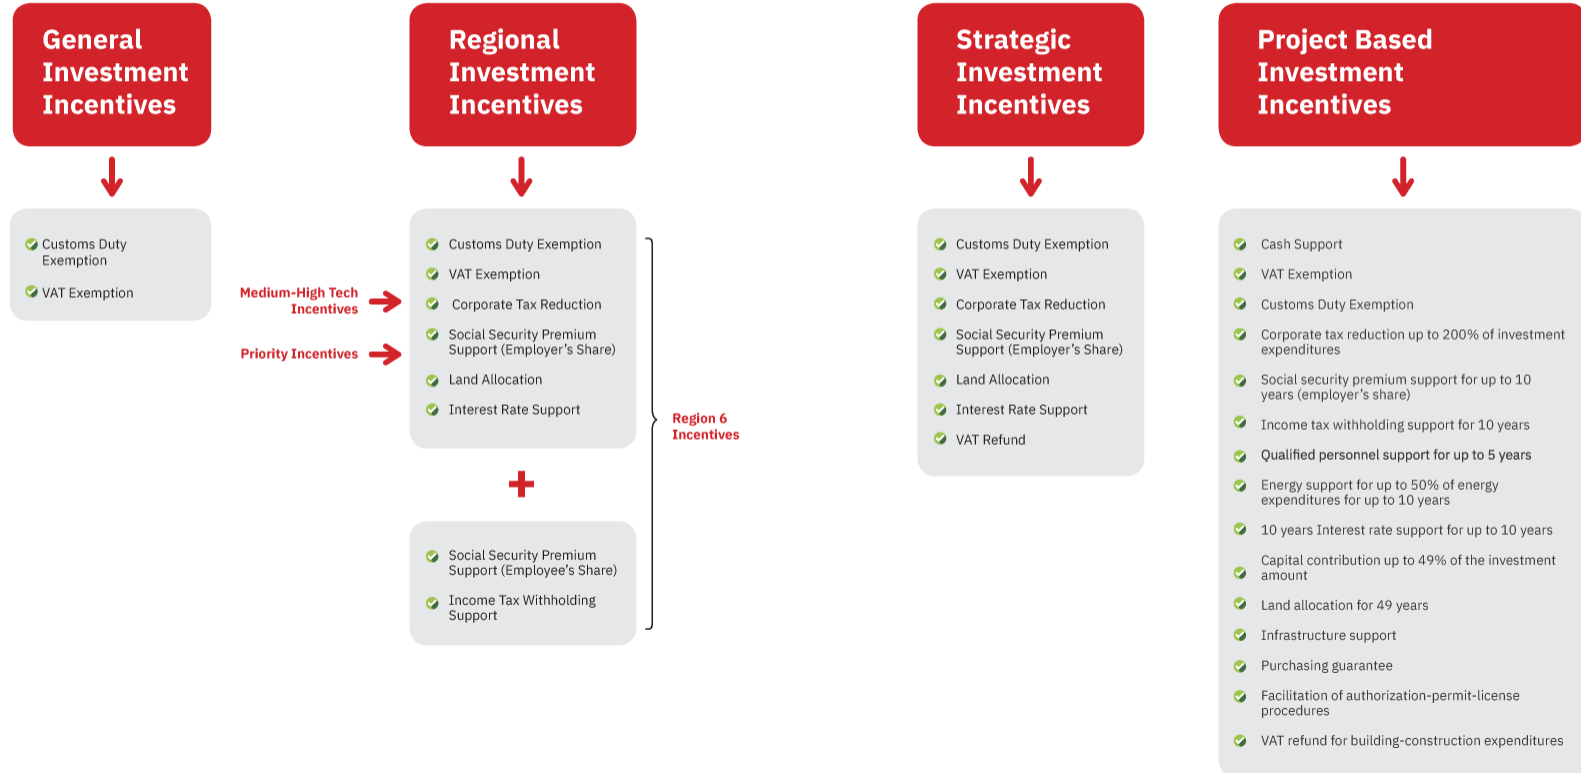 General
Investment
Incentives
Customs Duty
Exemption
VAT Exemption
Regional
Investment
Incentives
Medium-High Tech
Incentives
Priority Incentives
Customs Duty Exemption
VAT Exemption
Corporate Tax Reduction
Social Security Premium
Support (Employer's Share)
Land Allocation
Interest Rate Support
+
Social Security Premium
Support (Employee's Share)
Income Tax Withholding
Support
Region 6
Incentives
Strategic
Investment
Incentives
Customs Duty Exemption
VAT Exemption
Corporate Tax Reduction
Social Security Premium
Support (Employer's Share)
Land Allocation
Interest Rate Support
VAT Refund
Project Based
Investment
Incentives
Cash Support
VAT Exemption
Customs Duty Exemption
Corporate tax reduction up to 200% of investment
expenditures
Social security premium support for up to 10
years (employer's share)
Income tax withholding support for 10 years
Qualified personnel support for up to 5 years
Energy support for up to 50% of energy
expenditures for up to 10 years
10 years Interest rate support for up to 10 years
Capital contribution up to 49% of the investment
amount
Land allocation for 49 years
Infrastructure support
Purchasing guarantee
Facilitation of authorization-permit-license
procedures
VAT refund for building-construction expenditures